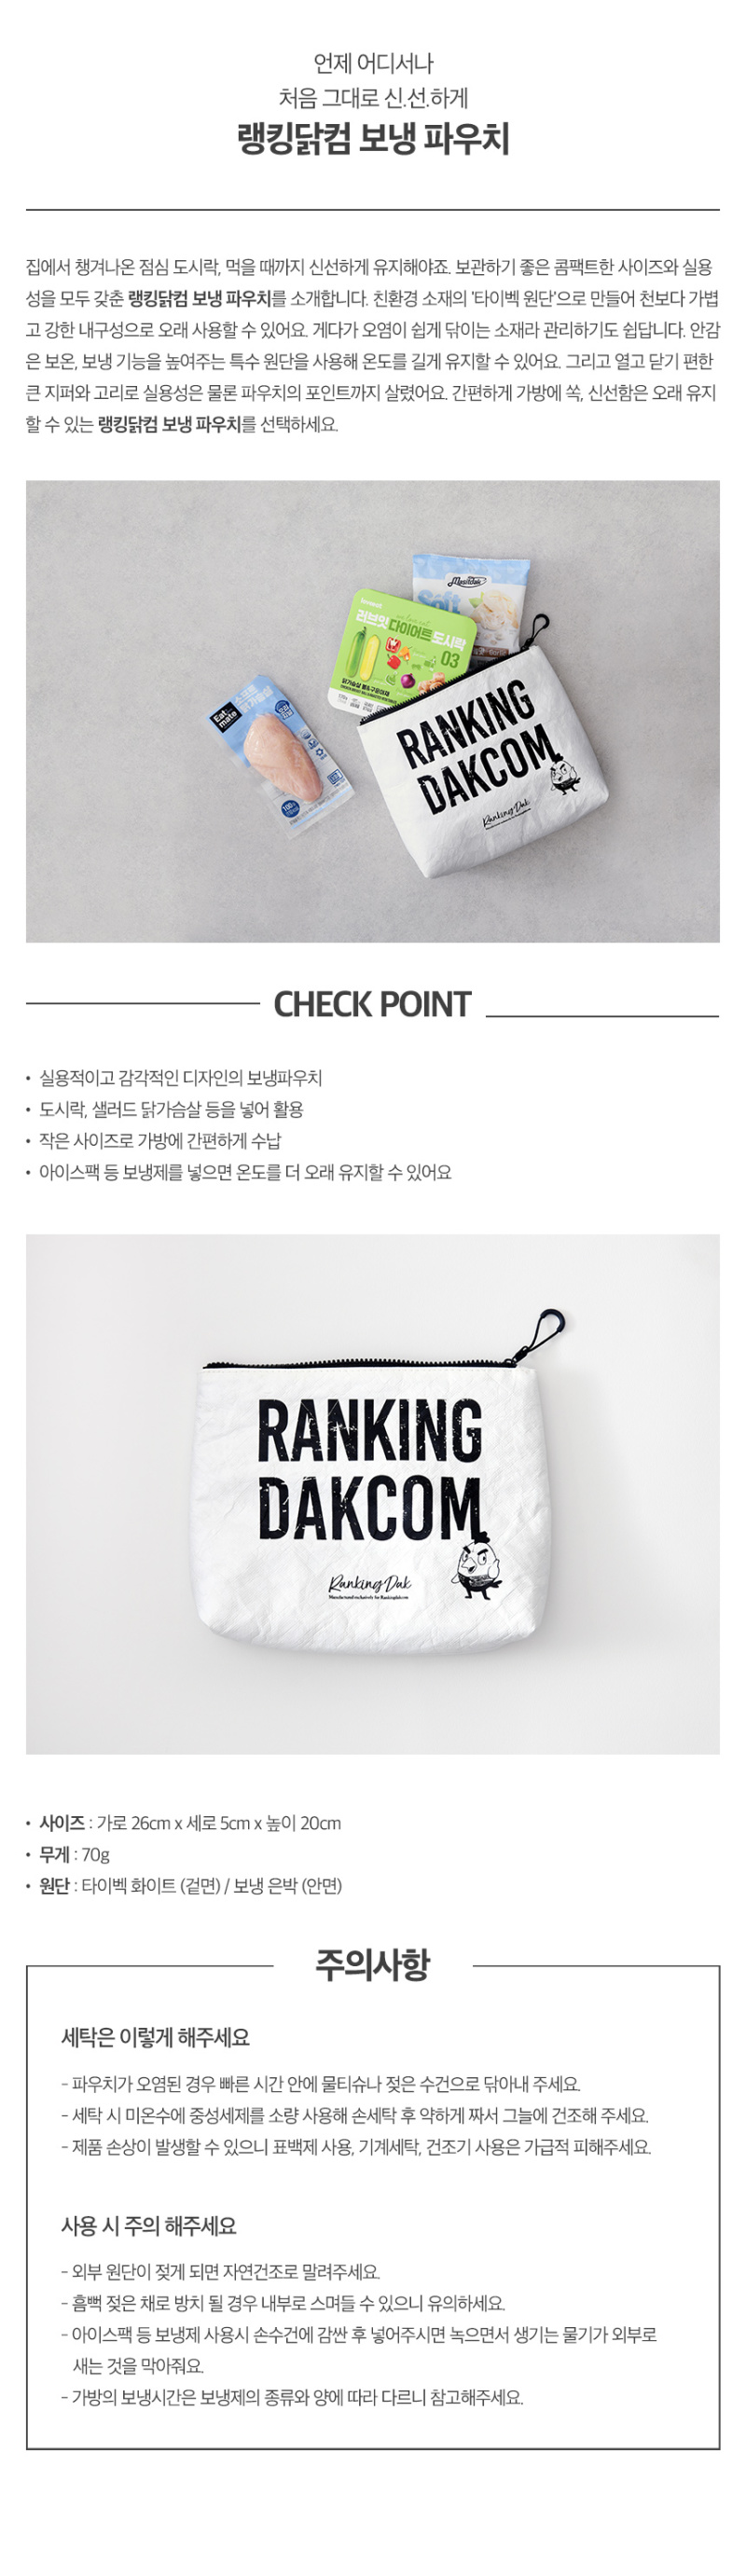 언제 어디서나
처음 그대로 신.선.하게
랭킹닭컴 보냉 파우치
집에서 챙겨나온 점심 도시락, 먹을 때까지 신선하게 유지해야죠. 보관하기 좋은 콤팩트한 사이즈와 실용
성을 모두 갖춘 랭킹닭컴 보냉 파우치를 소개합니다. 친환경 소재의 '타이벡 원단'으로 만들어 천보다 가볍
고 강한 내구성으로 오래 사용할 수 있어요. 게다가 오염이 쉽게 닦이는 소재라 관리하기도 쉽답니다. 안감
은 보온, 보냉 기능을 높여주는 특수 원단을 사용해 온도를 길게 유지할 수 있어요. 그리고 열고 닫기 편한
큰 지퍼와 고리로 실용성은 물론 파우치의 포인트까지 살렸어요. 간편하게 가방에 쏙, 신선함은 오래 유지
할 수 있는 랭킹닭컴 보냉 파우치를 선택하세요.
Soft
러브잇 다이어트 도시락
03
Eat mate
100g
RANKING
DAKCOM
Ranking Dak
CHECK POINT
• 실용적이고 감각적인 디자인의 보냉파우치
• 도시락, 샐러드 닭가슴살 등을 넣어 활용
• 작은 사이즈로 가방에 간편하게 수납
• 아이스팩 등 보냉제를 넣으면 온도를 더 오래 유지할 수 있어요
RANKING
DAKCOM
Ranking Dak
Manufactured exclusively for Rankingdakcom
• 사이즈 : 가로 26cm x 세로 5cm x 높이 20cm
• 무게 : 70g
• 원단 : 타이벡 화이트 (겉면) / 보냉 은박 (안면)
주의사항
세탁은 이렇게 해주세요
- 파우치가 오염된 경우 빠른 시간 안에 물티슈나 젖은 수건으로 닦아내 주세요.
- 세탁 시 미온수에 중성세제를 소량 사용해 손세탁 후 약하게 짜서 그늘에 건조해 주세요.
- 제품 손상이 발생할 수 있으니 표백제 사용, 기계세탁, 건조기 사용은 가급적 피해주세요.
사용 시 주의 해주세요
- 외부 원단이 젖게 되면 자연건조로 말려주세요.
- 흠뻑 젖은 채로 방치 될 경우 내부로 스며들 수 있으니 유의하세요.
- 아이스팩 등 보냉제 사용시 손수건에 감싼 후 넣어주시면 녹으면서 생기는 물기가 외부로
새는 것을 막아줘요.
- 가방의 보냉시간은 보냉제의 종류와 양에 따라 다르니 참고해주세요.